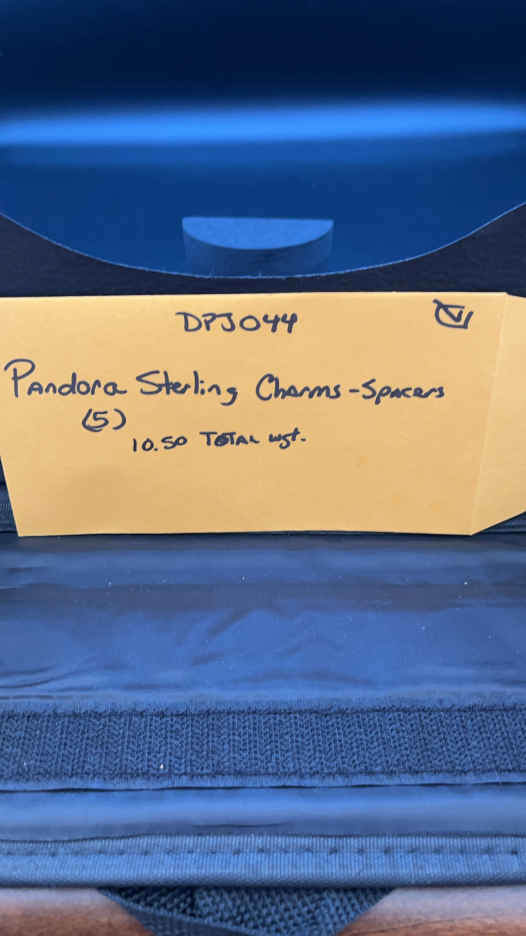 DPJ044
Pandora Sterling Charms-Spacers
(5)
10.50 TOTAL wgt.